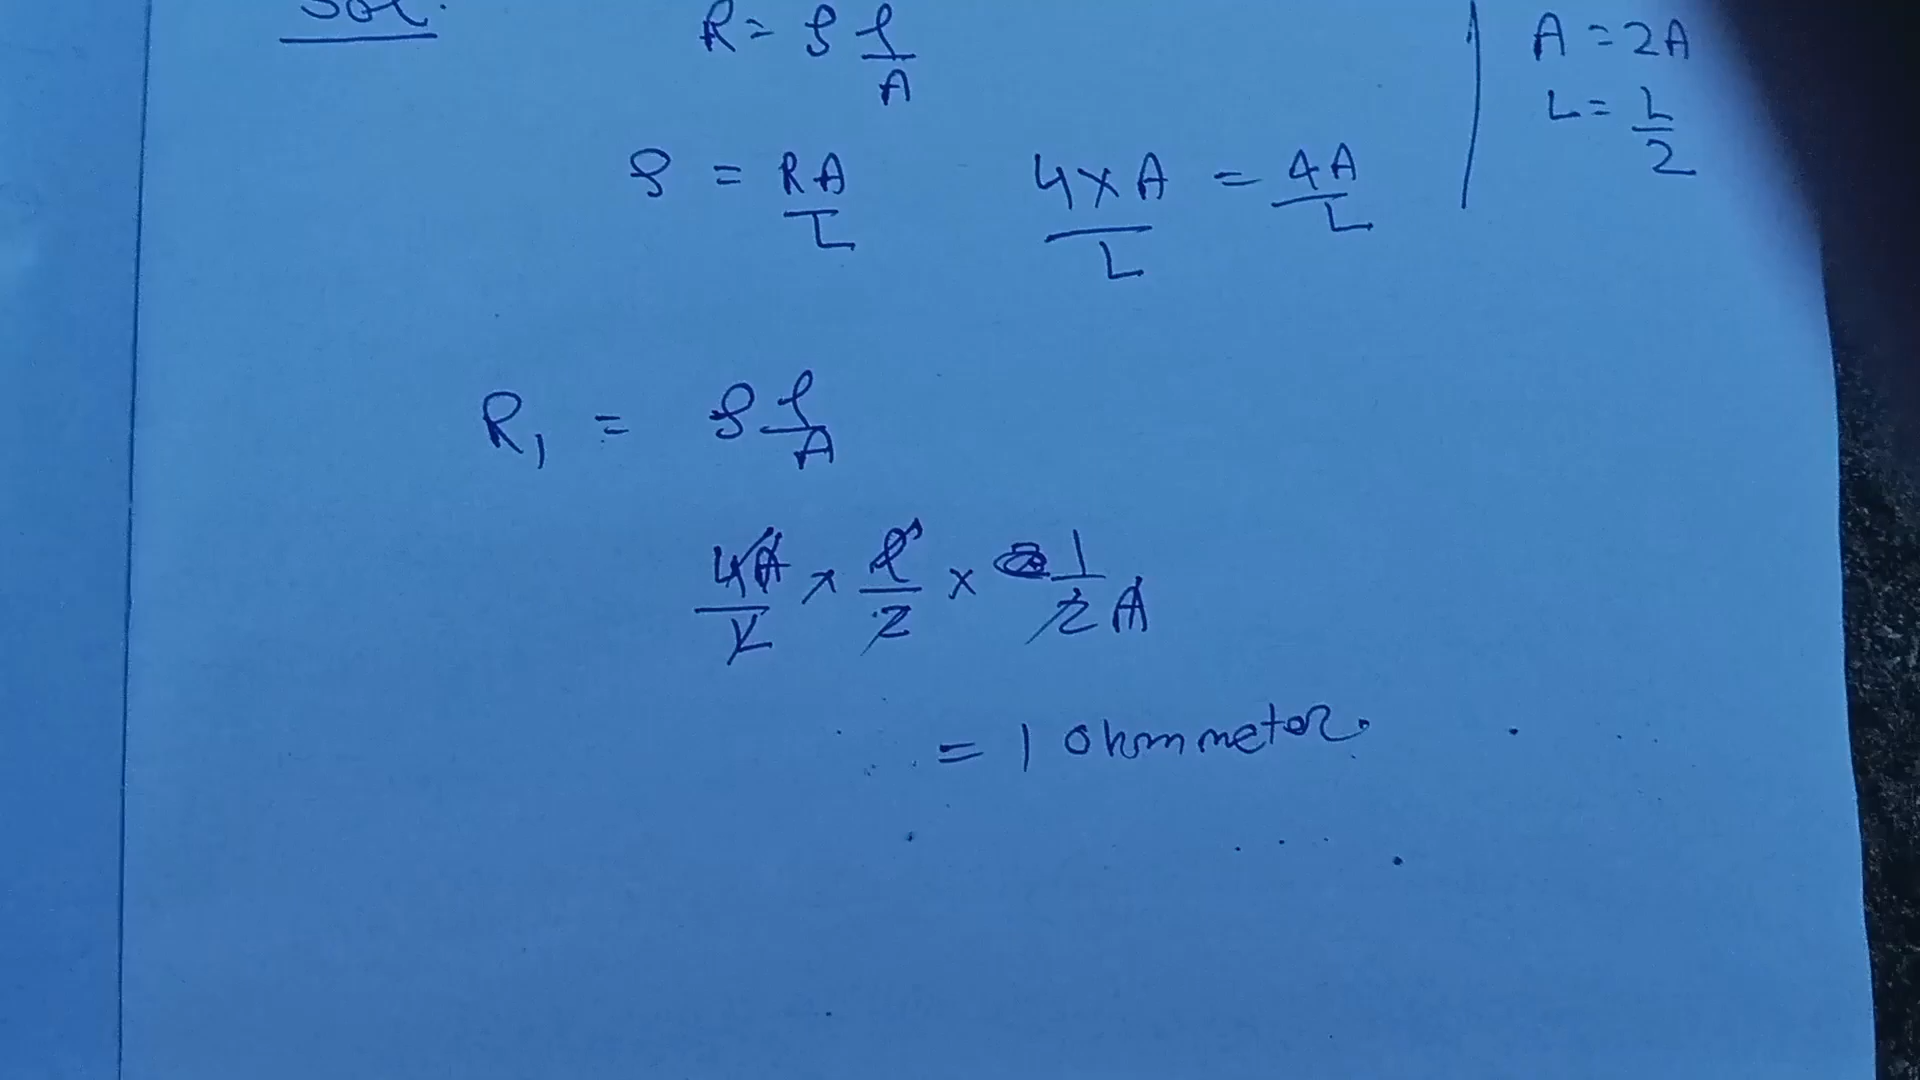 Sol.
R = ρ l/A
A = 2A
L = L/2
ρ = RA/L 4×A/L = 4A/L
R₁ = ρ l/A
4A/L × l/2 × 1/2A
= 1 ohm meter.